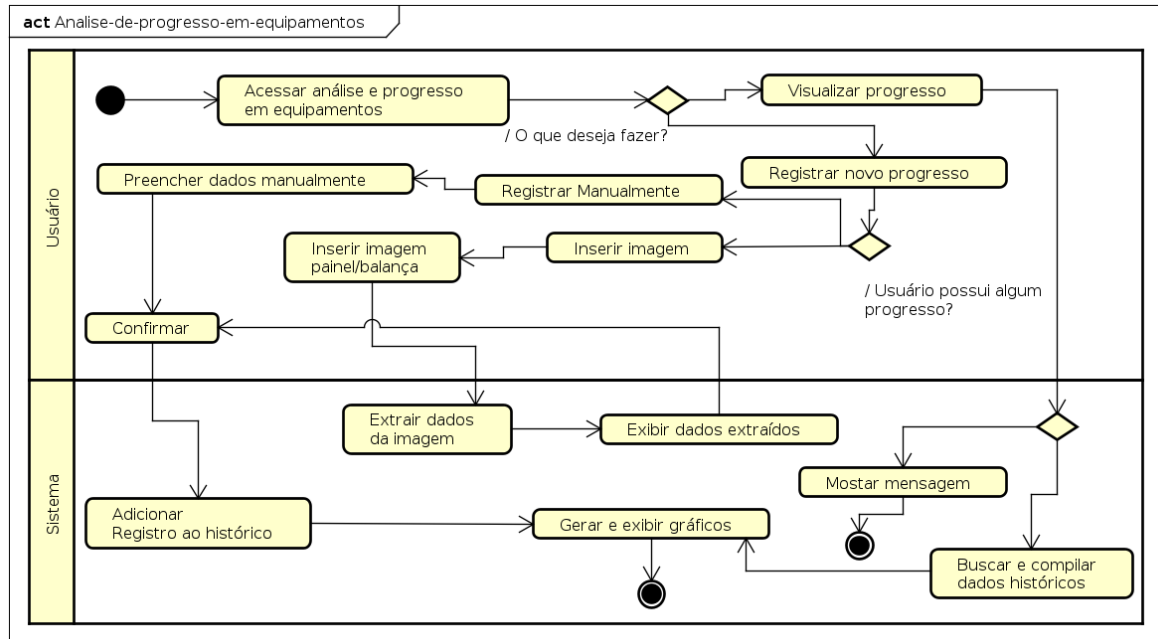 act Analise-de-progresso-em-equipamentos
Usuário
Acessar análise e progresso
em equipamentos
/ O que deseja fazer?
Visualizar progresso
Registrar novo progresso
Registrar Manualmente
Preencher dados manualmente
Inserir imagem
Inserir imagem
painel/balança
/ Usuário possui algum
progresso?
Confirmar
Sistema
Extrair dados
da imagem
Exibir dados extraídos
Mostar mensagem
Adicionar
Registro ao histórico
Gerar e exibir gráficos
Buscar e compilar
dados históricos